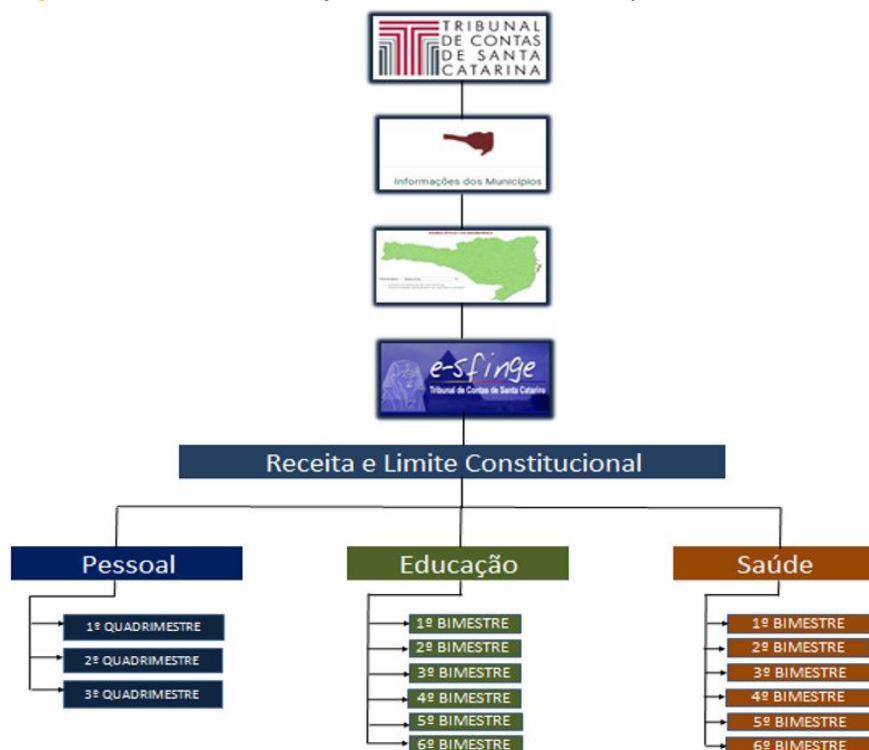 TRIBUNAL
DE CONTAS
DE SANTA
CATARINA
Informações dos Municípios
e-sfinge
Tribunal de Contas de Santa Catarina
Receita e Limite Constitucional
Pessoal
1º QUADRIMESTRE
2º QUADRIMESTRE
3º QUADRIMESTRE
Educação
1º BIMESTRE
2º BIMESTRE
3º BIMESTRE
4º BIMESTRE
5º BIMESTRE
6º BIMESTRE
Saúde
1º BIMESTRE
2º BIMESTRE
3º BIMESTRE
4º BIMESTRE
5º BIMESTRE
6º BIMESTRE